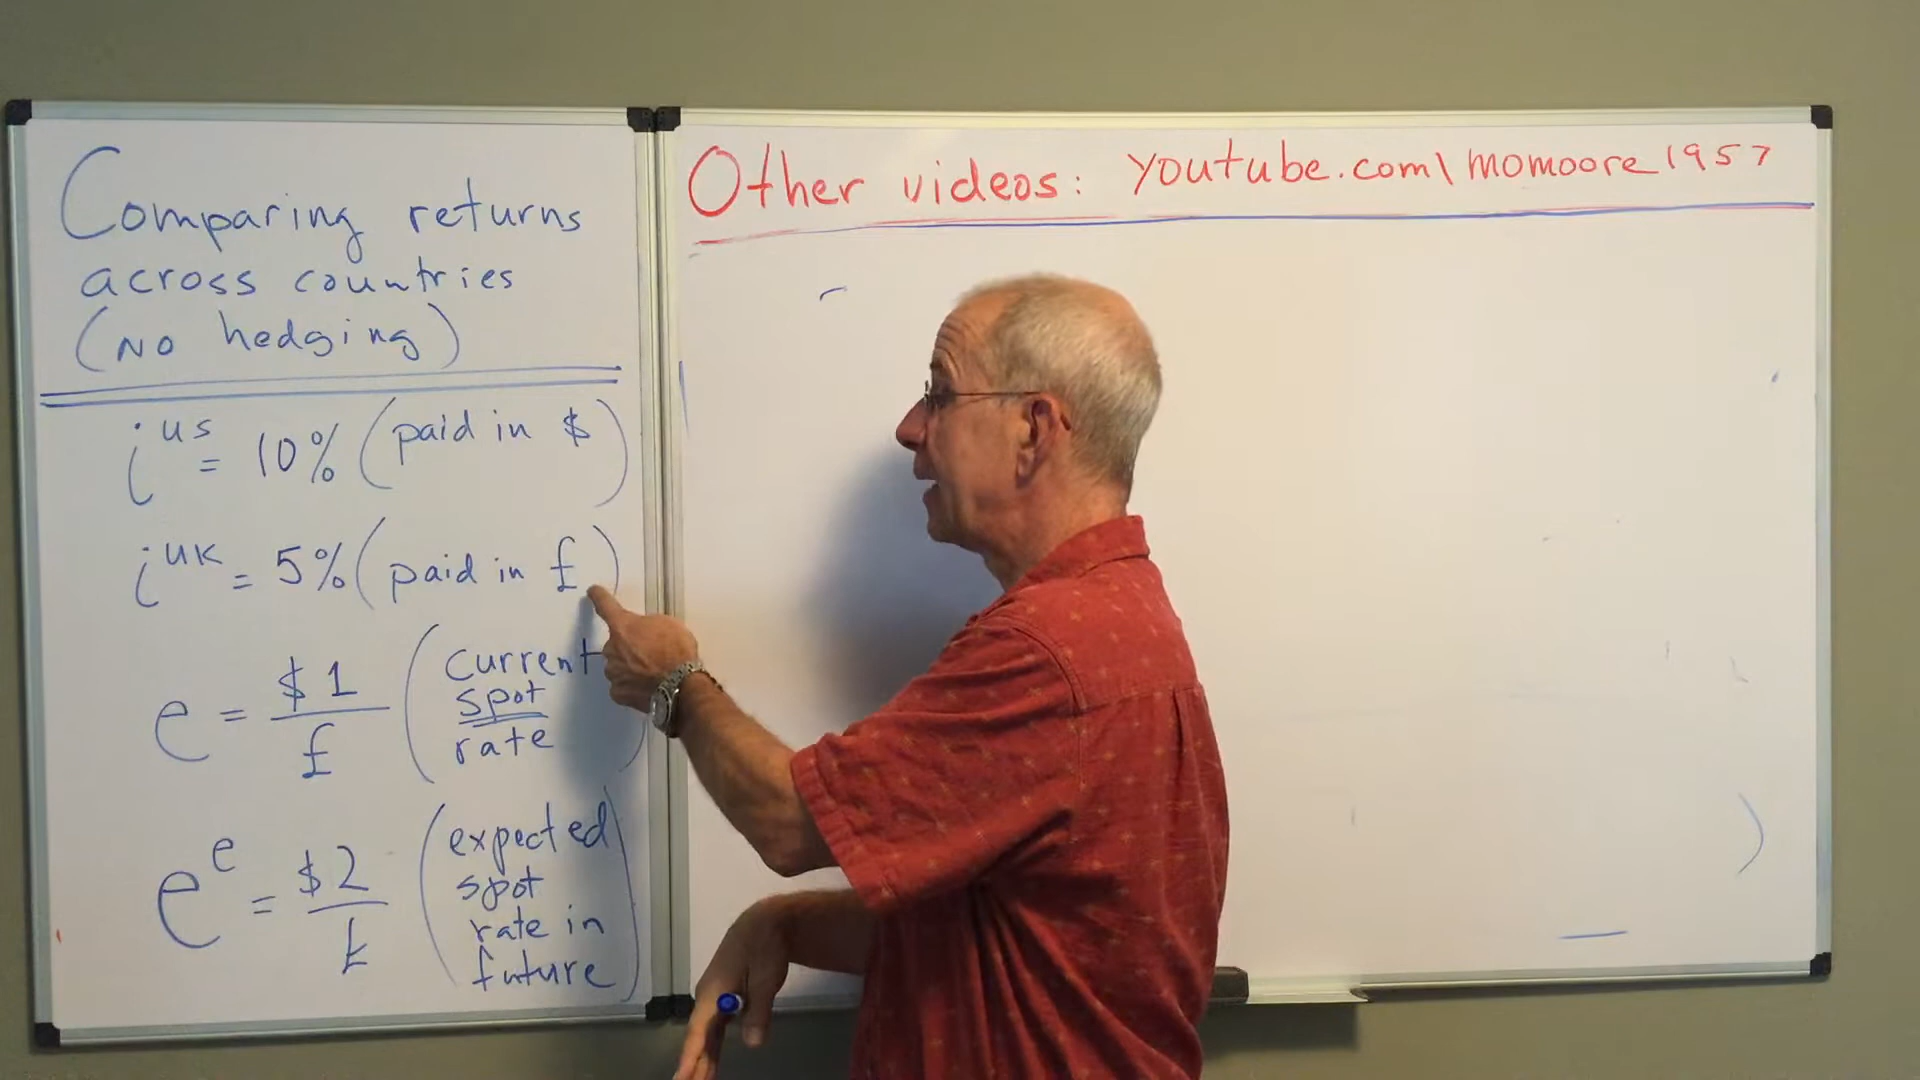 Comparing returns
across countries
(No hedging)
i^US = 10% (paid in $)
i^UK = 5% (paid in £)
e = $1/£ (current spot rate)
e^e = $2/£ (expected spot rate in future)
Other videos: youtube.com\momoore1957